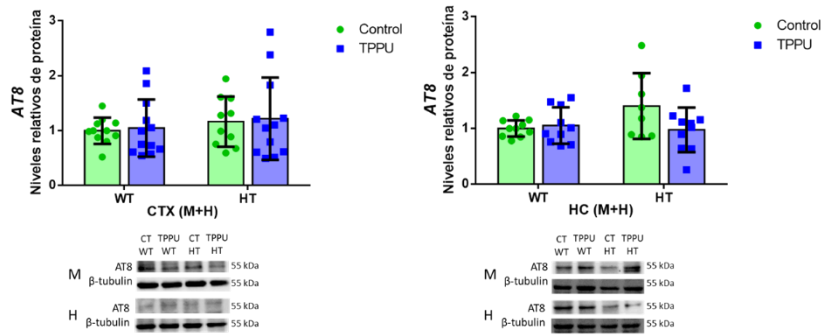 AT8
Niveles relativos de proteína
3
2
1
0
WT
HT
CTX (M+H)
Control
TPPU
CT TPPU CT TPPU
WT WT HT HT
M
AT8 55 kDa
β-tubulin 55 kDa
H
AT8 55 kDa
β-tubulin 55 kDa
AT8
Niveles relativos de proteína
3
2
1
0
WT
HT
HC (M+H)
Control
TPPU
CT TPPU CT TPPU
WT WT HT HT
M
AT8 55 kDa
β-tubulin 55 kDa
H
AT8 55 kDa
β-tubulin 55 kDa